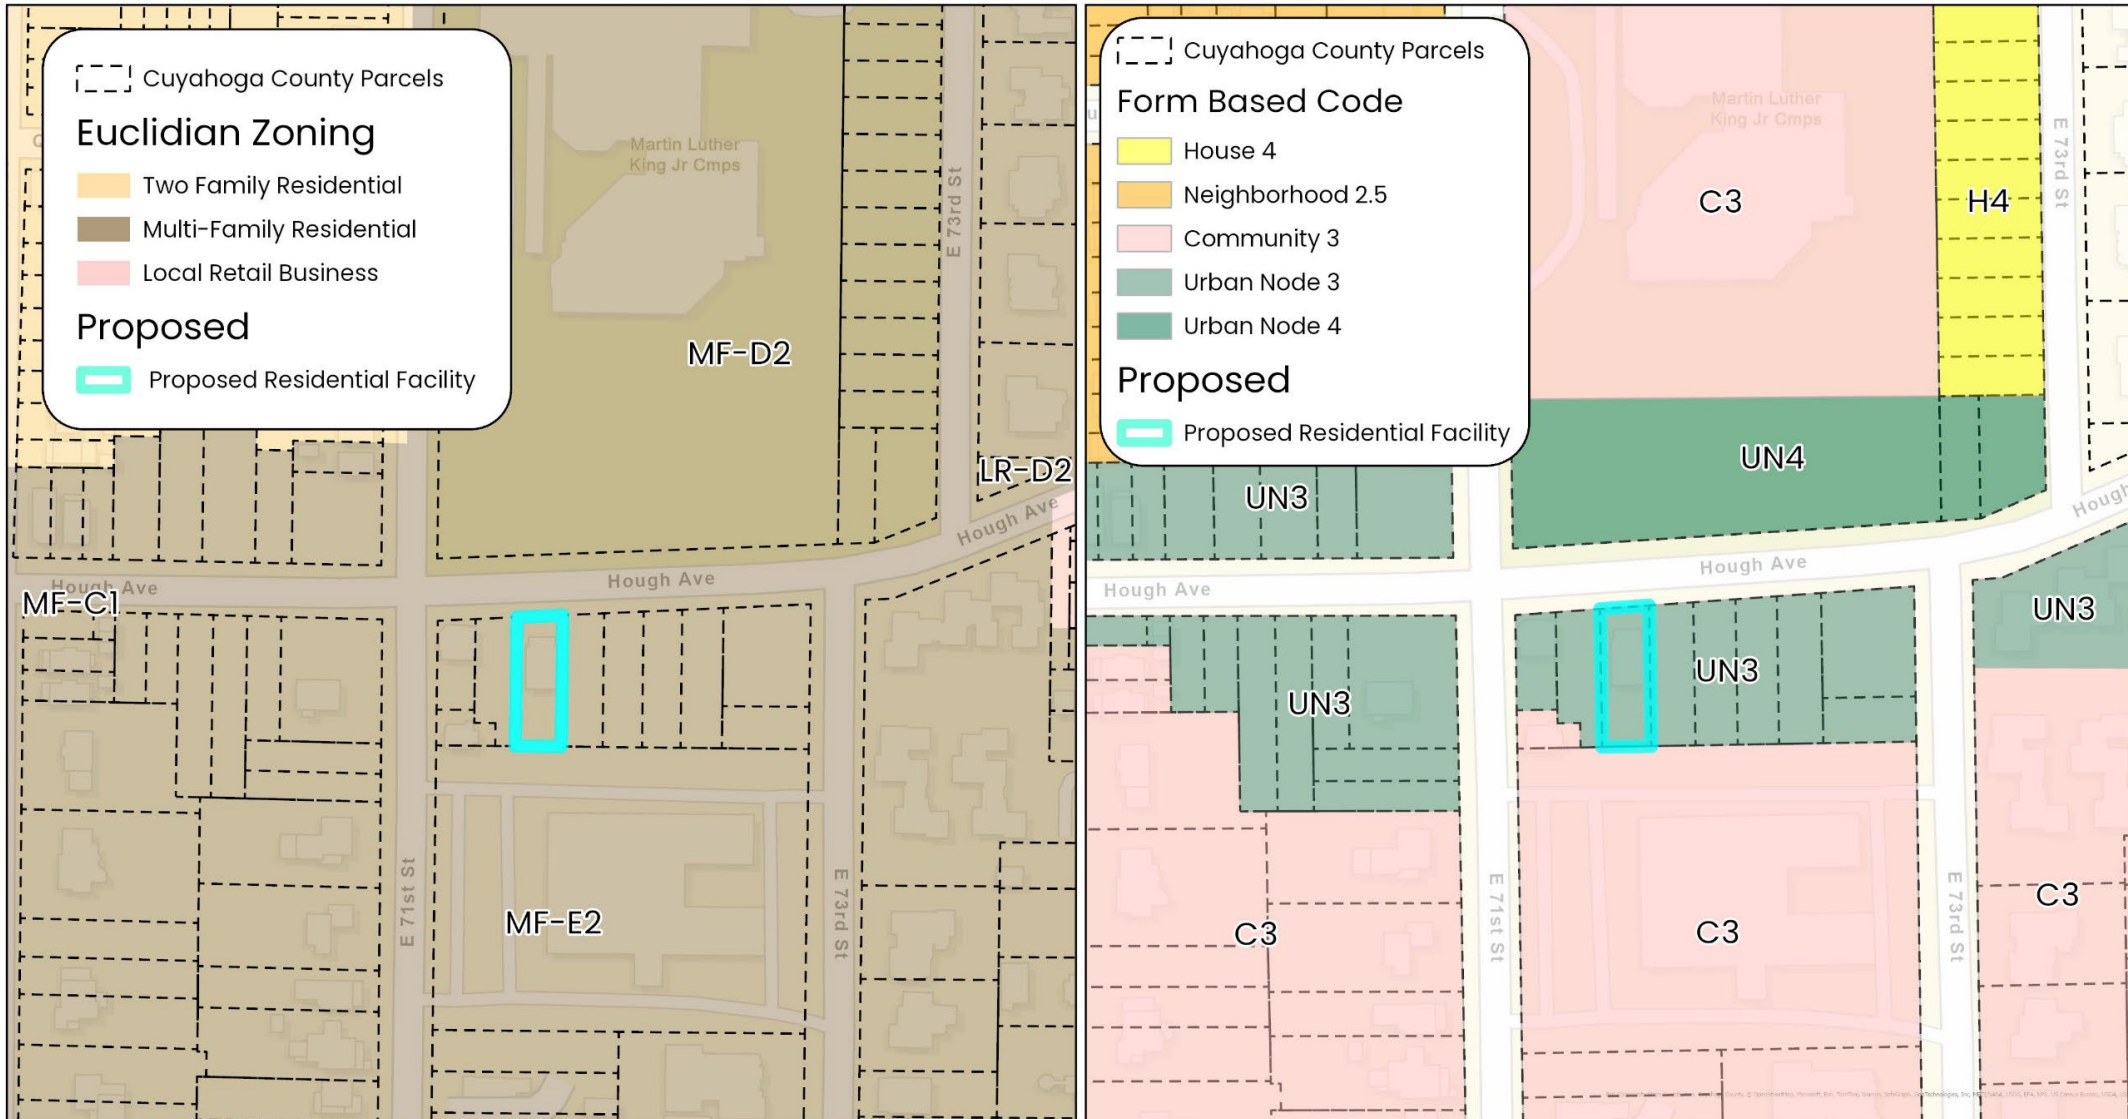 Cuyahoga County Parcels
Euclidian Zoning
Two Family Residential
Multi-Family Residential
Local Retail Business
Proposed
Proposed Residential Facility
Martin Luther
King Jr Cmps
E 73rd St
MF-D2
LR-D2
Hough Ave
Hough Ave
Hough Ave
MF-C1
E 71st St
E 73rd St
MF-E2
Cuyahoga County Parcels
Form Based Code
House 4
Neighborhood 2.5
Community 3
Urban Node 3
Urban Node 4
Proposed
Proposed Residential Facility
Martin Luther
King Jr Cmps
C3
H4
E 73rd St
UN4
UN3
Hough
Hough Ave
Hough Ave
UN3
UN3
UN3
E 71st St
E 73rd St
C3
C3
C3